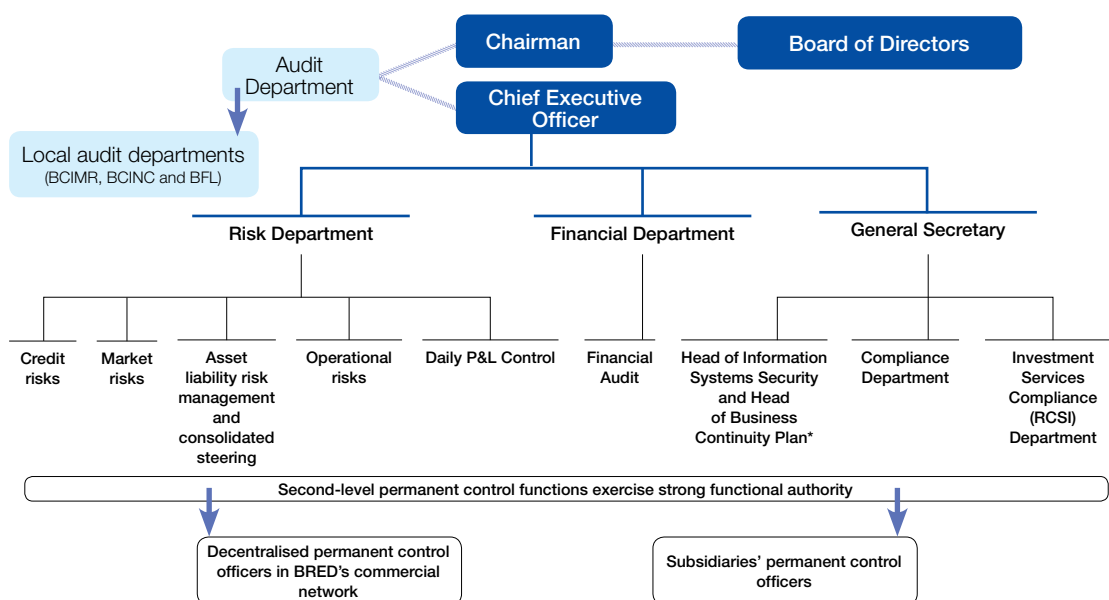 Chairman
Board of Directors
Audit
Department
Chief Executive
Officer
Local audit departments
(BCIMR, BCINC and BFL)
Risk Department
Financial Department
General Secretary
Credit
risks
Market
risks
Asset
liability risk
management
and
consolidated
steering
Operational
risks
Daily P&L Control
Financial
Audit
Head of Information
Systems Security
and Head
of Business
Continuity Plan*
Compliance
Department
Investment
Services
Compliance
(RCSI)
Department
Second-level permanent control functions exercise strong functional authority
Decentralised permanent control
officers in BRED's commercial
network
Subsidiaries' permanent control
officers